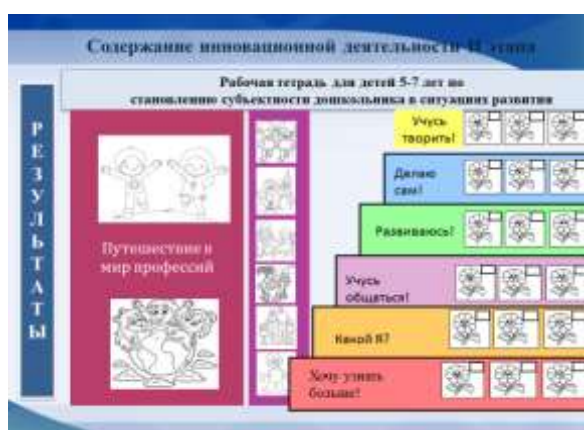 Содержание инновационной деятельности II этапа
Рабочая тетрадь для детей 5-7 лет по
становлению субъектности дошкольника в ситуациях развития
РЕЗУЛЬТАТЫ
Путешествие в
мир профессий
Учусь
творить!
Делаю
сам!
Развиваюсь!
Учусь
общаться!
Какой Я?
Хочу узнать
больше!